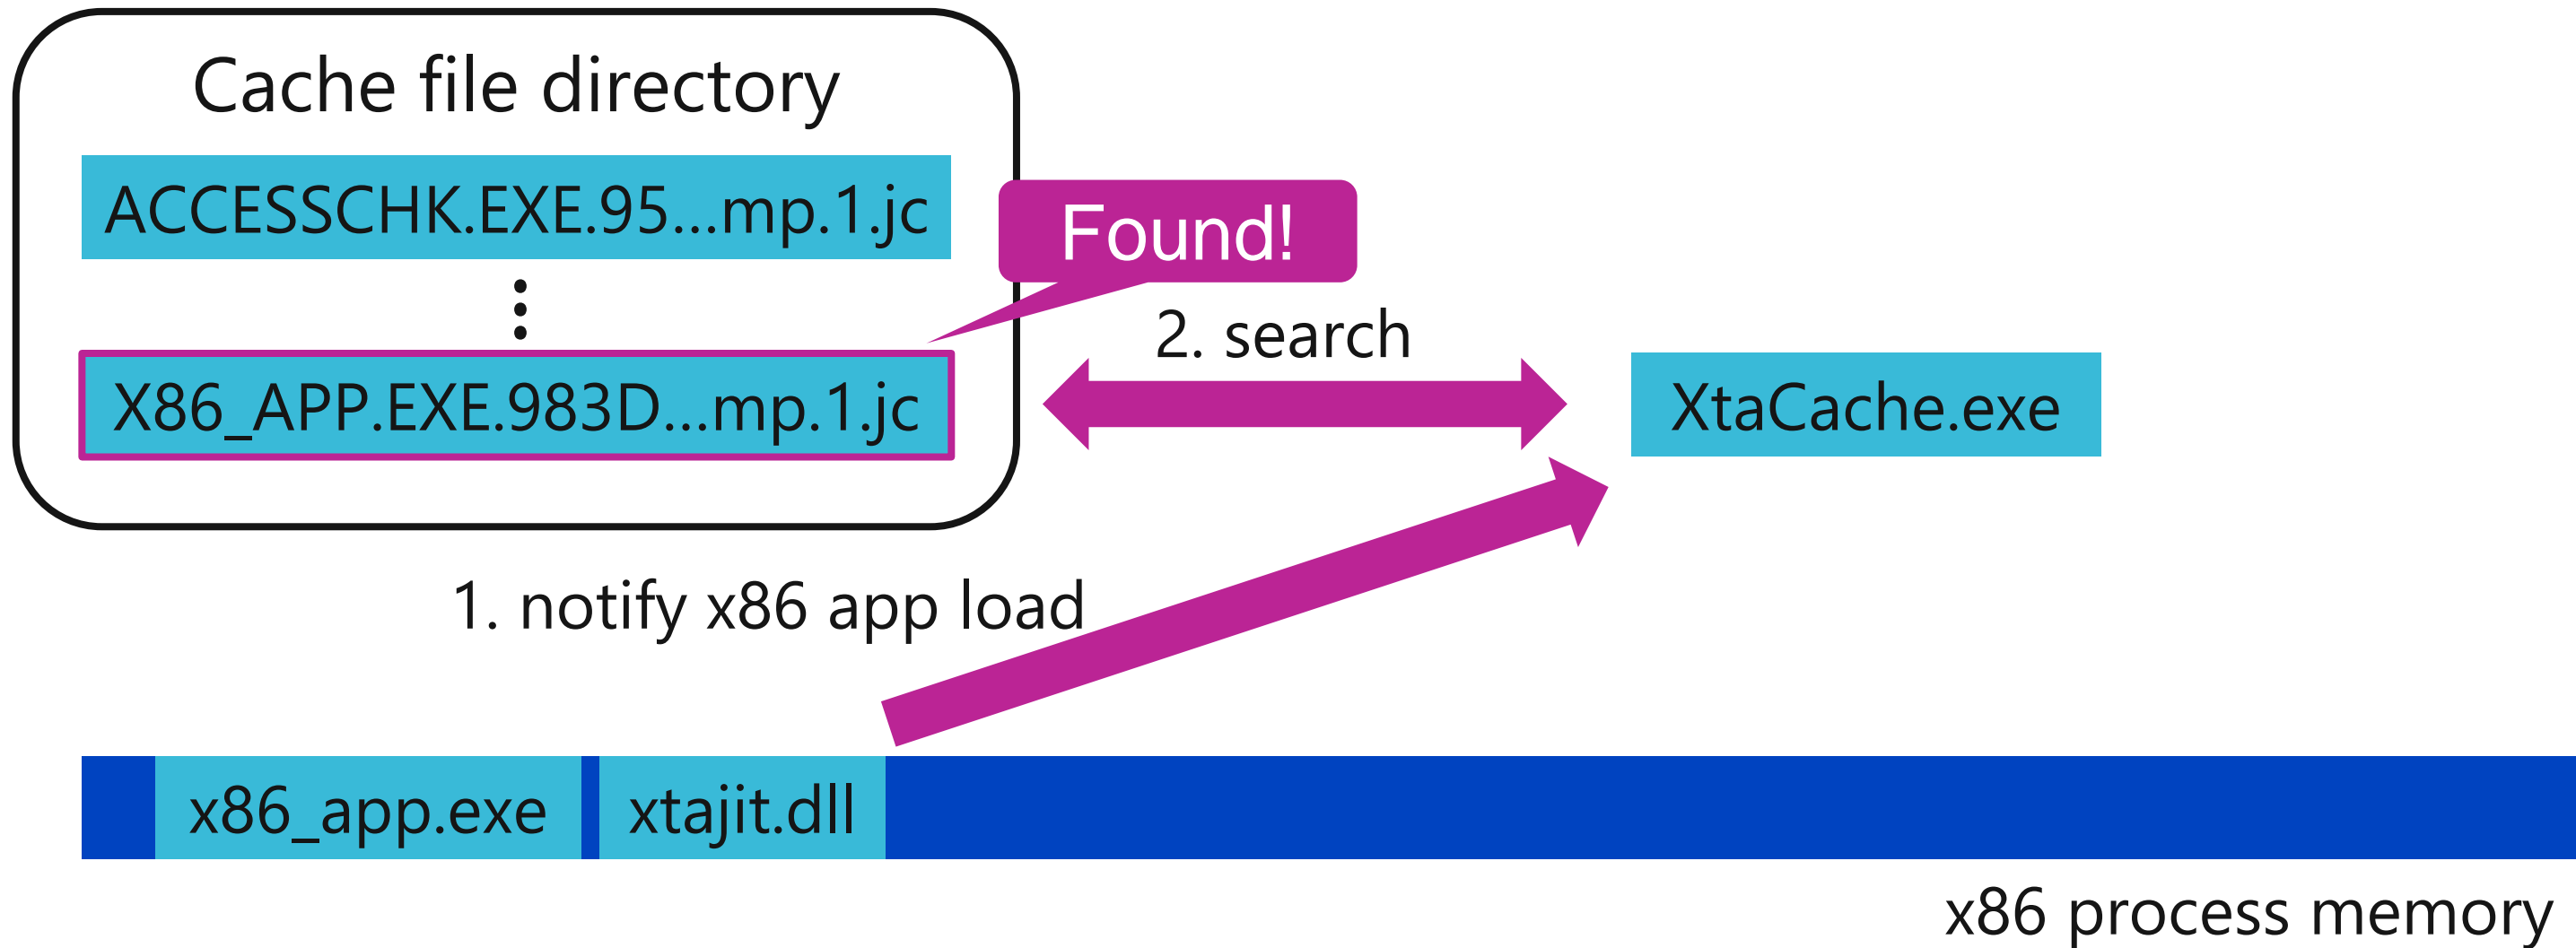 Cache file directory
ACCESSCHK.EXE.95...mp.1.jc
Found!
X86_APP.EXE.983D...mp.1.jc
2. search
XtaCache.exe
1. notify x86 app load
x86_app.exe
xtajit.dll
x86 process memory